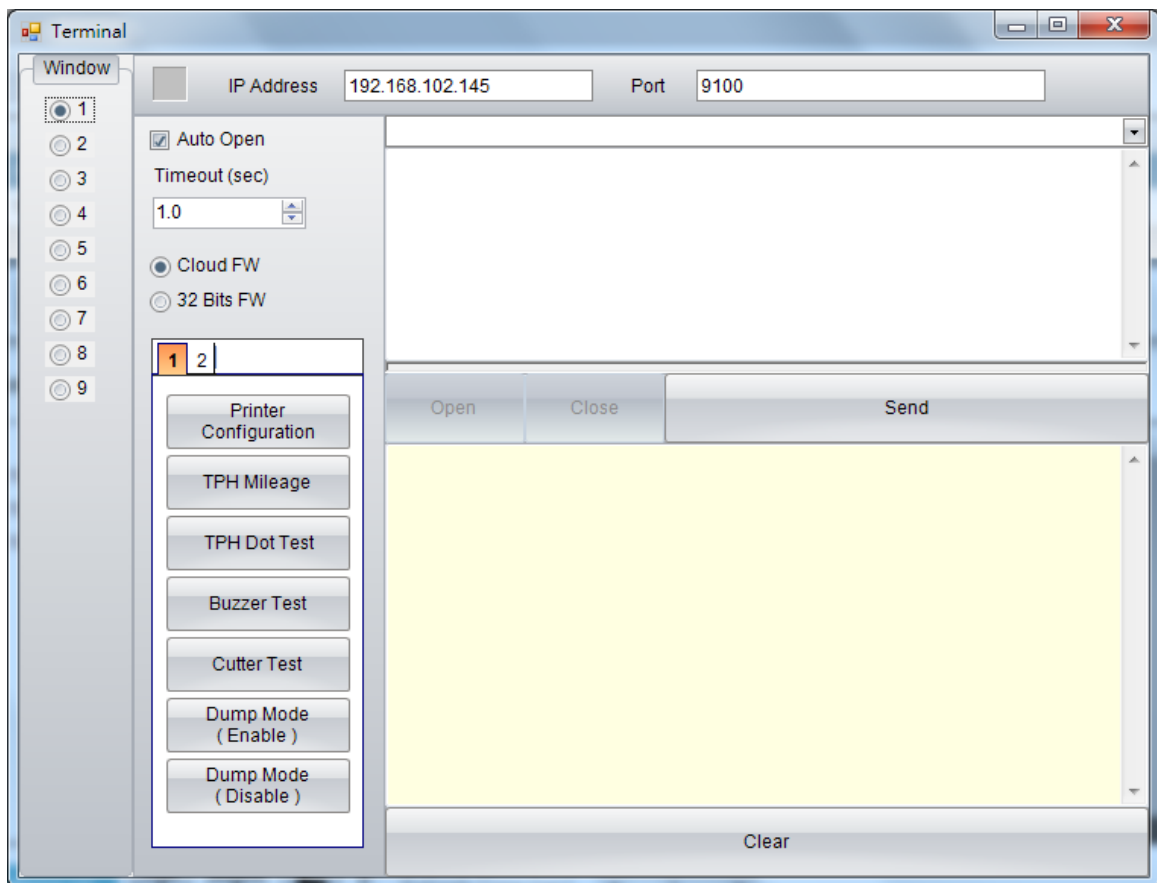 Terminal
Window
1
2
3
4
5
6
7
8
9
IP Address 192.168.102.145 Port 9100
Auto Open
Timeout (sec)
1.0
Cloud FW
32 Bits FW
1 2
Printer
Configuration
TPH Mileage
TPH Dot Test
Buzzer Test
Cutter Test
Dump Mode
( Enable )
Dump Mode
( Disable )
Open Close Send
Clear